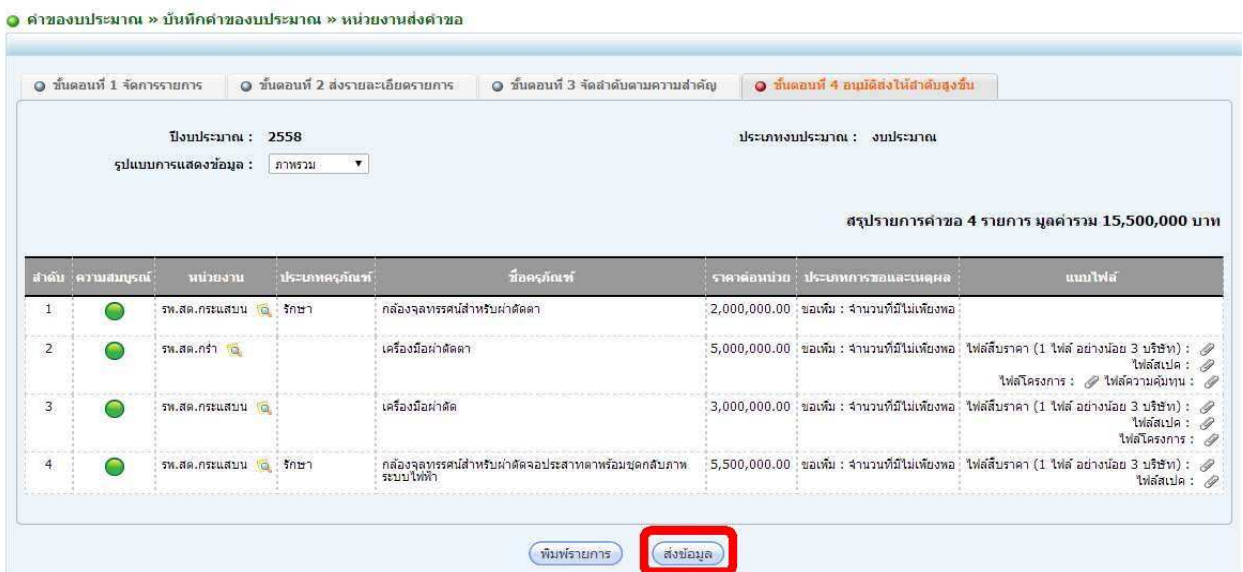 คำของบประมาณ » บันทึกคำของบประมาณ » หน่วยงานส่งคำขอ
ขั้นตอนที่ 1 จัดการรายการ ขั้นตอนที่ 2 ส่งรายละเอียดรายการ ขั้นตอนที่ 3 จัดลำดับตามความสำคัญ ขั้นตอนที่ 4 อนุมัติส่งให้ลำดับสูงขึ้น
ปีงบประมาณ : 2558 ประเภทงบประมาณ : งบประมาณ
รูปแบบการแสดงข้อมูล : ภาพรวม
สรุปรายการคำขอ 4 รายการ มูลค่ารวม 15,500,000 บาท
ลำดับ ความสมบูรณ์ หน่วยงาน ประเภทครุภัณฑ์ ชื่อครุภัณฑ์ ราคาต่อหน่วย ประเภทการขอและเหตุผล แนบไฟล์
1 รพ.สต.กระแสบน รักษา กล้องจุลทรรศน์สำหรับผ่าตัดตา 2,000,000.00 ขอเพิ่ม : จำนวนที่มีไม่เพียงพอ
2 รพ.สต.กร่ำ เครื่องมือผ่าตัดตา 5,000,000.00 ขอเพิ่ม : จำนวนที่มีไม่เพียงพอ ไฟล์สืบราคา (1 ไฟล์ อย่างน้อย 3 บริษัท) :
ไฟล์สเปค :
ไฟล์โครงการ : ไฟล์ความคุ้มทุน :
3 รพ.สต.กระแสบน เครื่องมือผ่าตัด 3,000,000.00 ขอเพิ่ม : จำนวนที่มีไม่เพียงพอ ไฟล์สืบราคา (1 ไฟล์ อย่างน้อย 3 บริษัท) :
ไฟล์สเปค :
ไฟล์โครงการ :
4 รพ.สต.กระแสบน รักษา กล้องจุลทรรศน์สำหรับผ่าตัดจอประสาทตาพร้อมชุดกลับภาพ 5,500,000.00 ขอเพิ่ม : จำนวนที่มีไม่เพียงพอ ไฟล์สืบราคา (1 ไฟล์ อย่างน้อย 3 บริษัท) :
ระบบไฟฟ้า ไฟล์สเปค :
พิมพ์รายการ ส่งข้อมูล